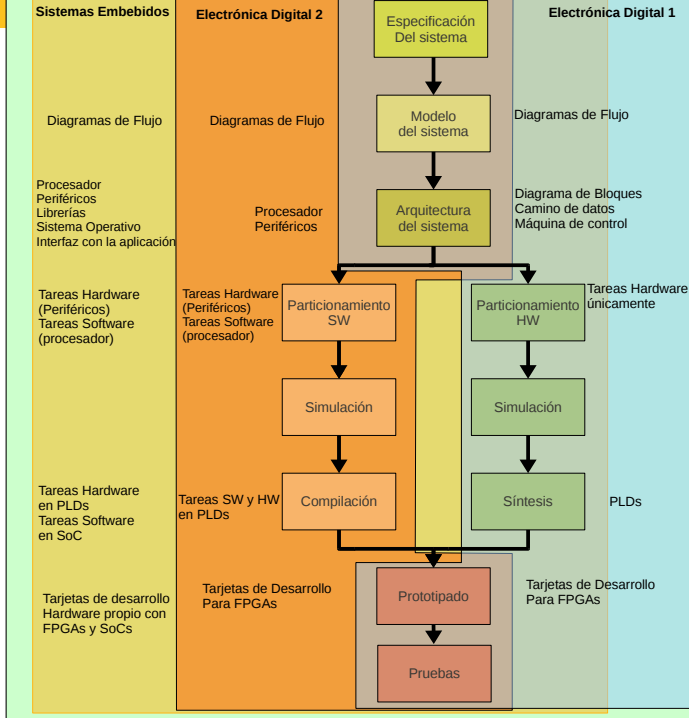 Sistemas Embebidos
Electrónica Digital 2
Electrónica Digital 1
Especificación
Del sistema
Diagramas de Flujo
Diagramas de Flujo
Modelo
del sistema
Diagramas de Flujo
Procesador
Periféricos
Librerías
Sistema Operativo
Interfaz con la aplicación
Procesador
Periféricos
Arquitectura
del sistema
Diagrama de Bloques
Camino de datos
Máquina de control
Tareas Hardware
(Periféricos)
Tareas Software
(procesador)
Tareas Hardware
(Periféricos)
Tareas Software
(procesador)
Particionamiento
SW
Particionamiento
HW
Tareas Hardware
únicamente
Simulación
Simulación
Tareas Hardware
en PLDs
Tareas Software
en SoC
Tareas SW y HW
en PLDs
Compilación
Síntesis
PLDs
Tarjetas de desarrollo
Hardware propio con
FPGAs y SoCs
Tarjetas de Desarrollo
Para FPGAs
Prototipado
Tarjetas de Desarrollo
Para FPGAs
Pruebas